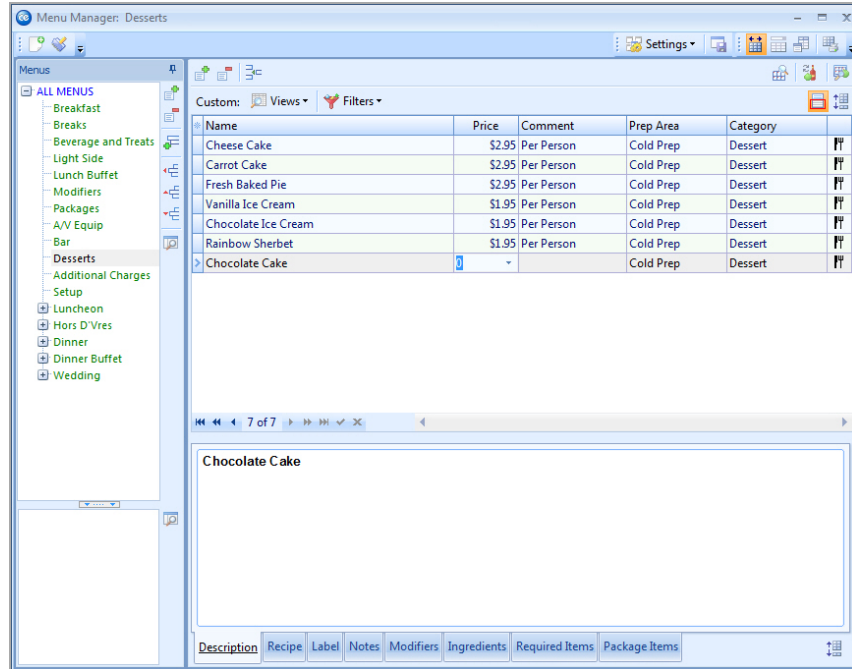 Menu Manager: Desserts
Settings
Menus
ALL MENUS
Breakfast
Breaks
Beverage and Treats
Light Side
Lunch Buffet
Modifiers
Packages
A/V Equip
Bar
Desserts
Additional Charges
Setup
Luncheon
Hors D'Vres
Dinner
Dinner Buffet
Wedding
Custom: Views Filters
Name Price Comment Prep Area Category
Cheese Cake $2.95 Per Person Cold Prep Dessert
Carrot Cake $2.95 Per Person Cold Prep Dessert
Fresh Baked Pie $2.95 Per Person Cold Prep Dessert
Vanilla Ice Cream $1.95 Per Person Cold Prep Dessert
Chocolate Ice Cream $1.95 Per Person Cold Prep Dessert
Rainbow Sherbet $1.95 Per Person Cold Prep Dessert
Chocolate Cake 0 Cold Prep Dessert
7 of 7
Chocolate Cake
Description Recipe Label Notes Modifiers Ingredients Required Items Package Items